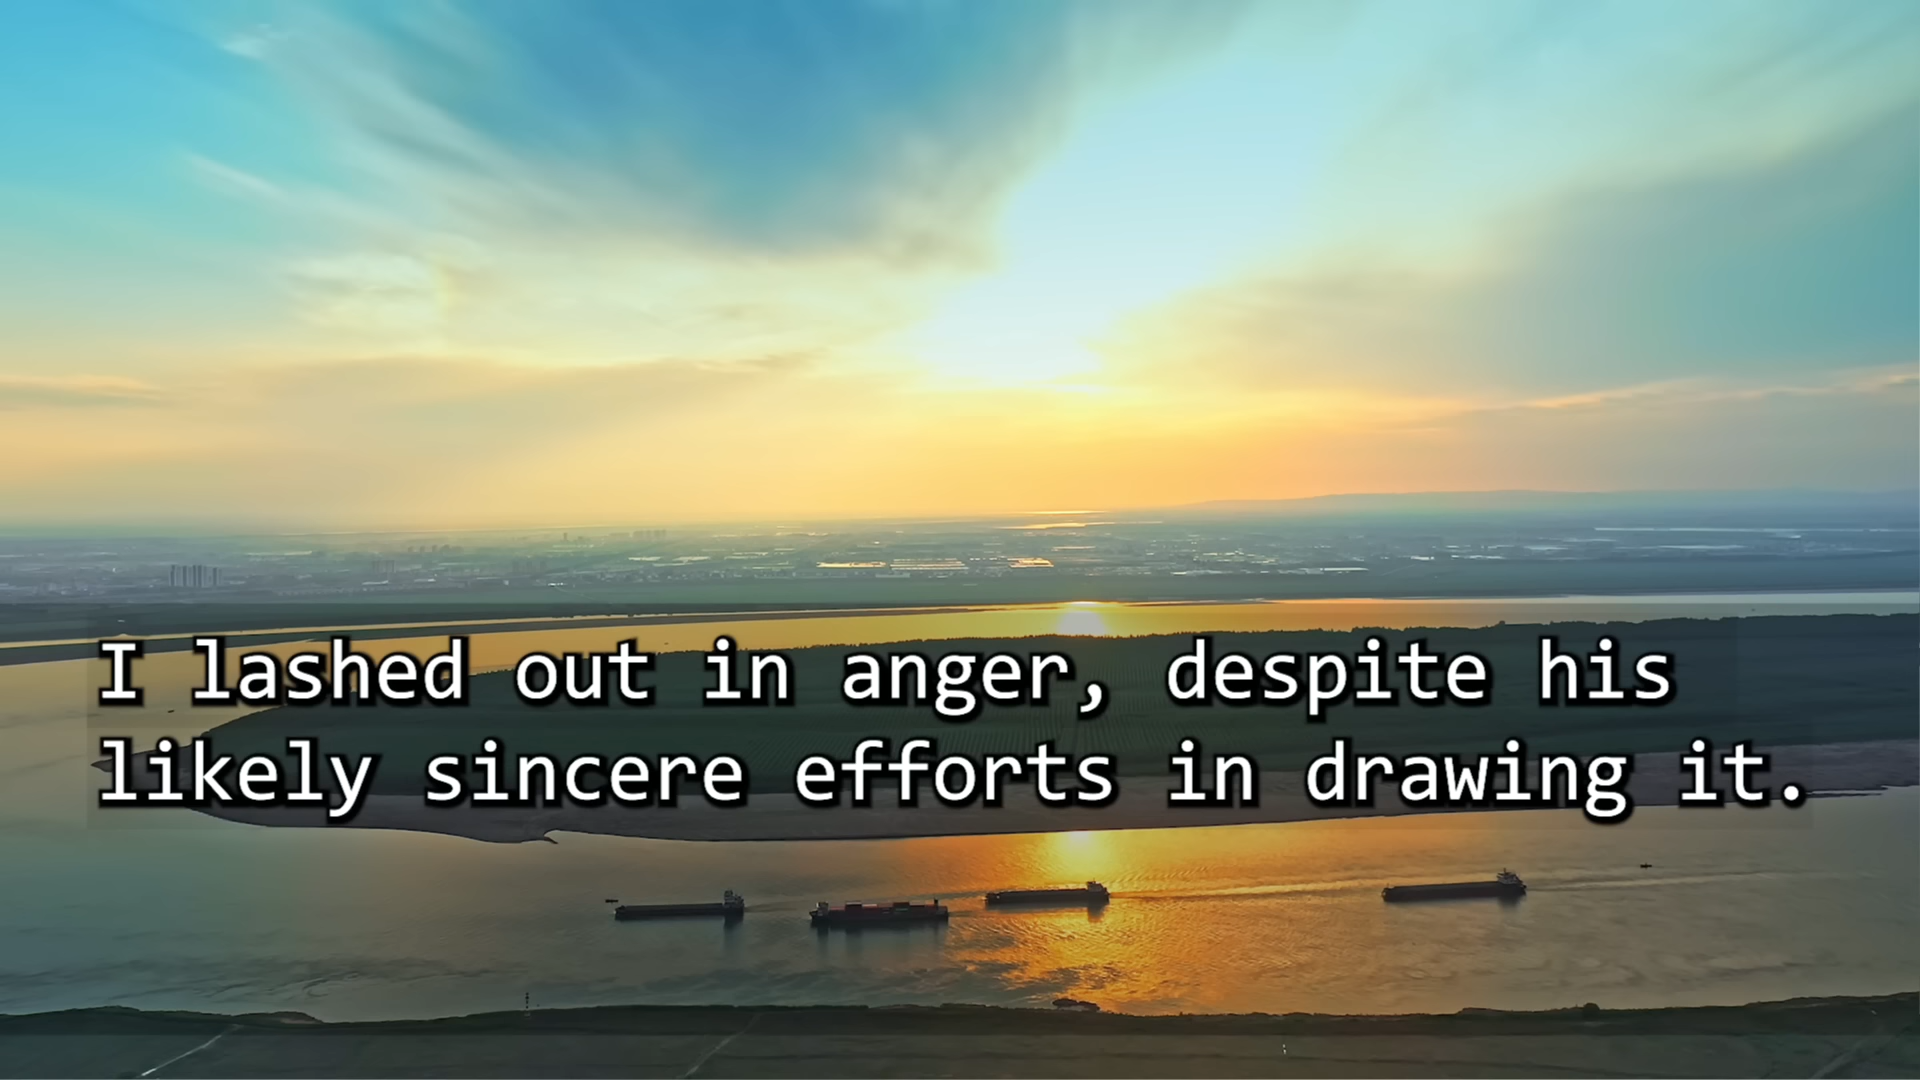 I lashed out in anger, despite his
likely sincere efforts in drawing it.